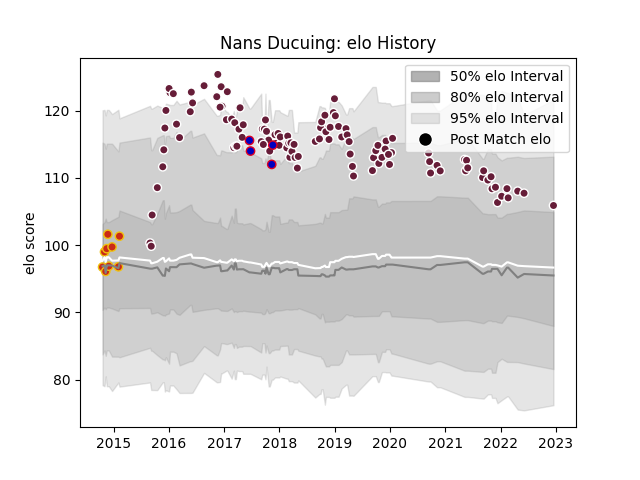 Nans Ducuing: elo History
50% elo Interval
80% elo Interval
95% elo Interval
Post Match elo
elo score
120
110
100
90
80
2015 2016 2017 2018 2019 2020 2021 2022 2023